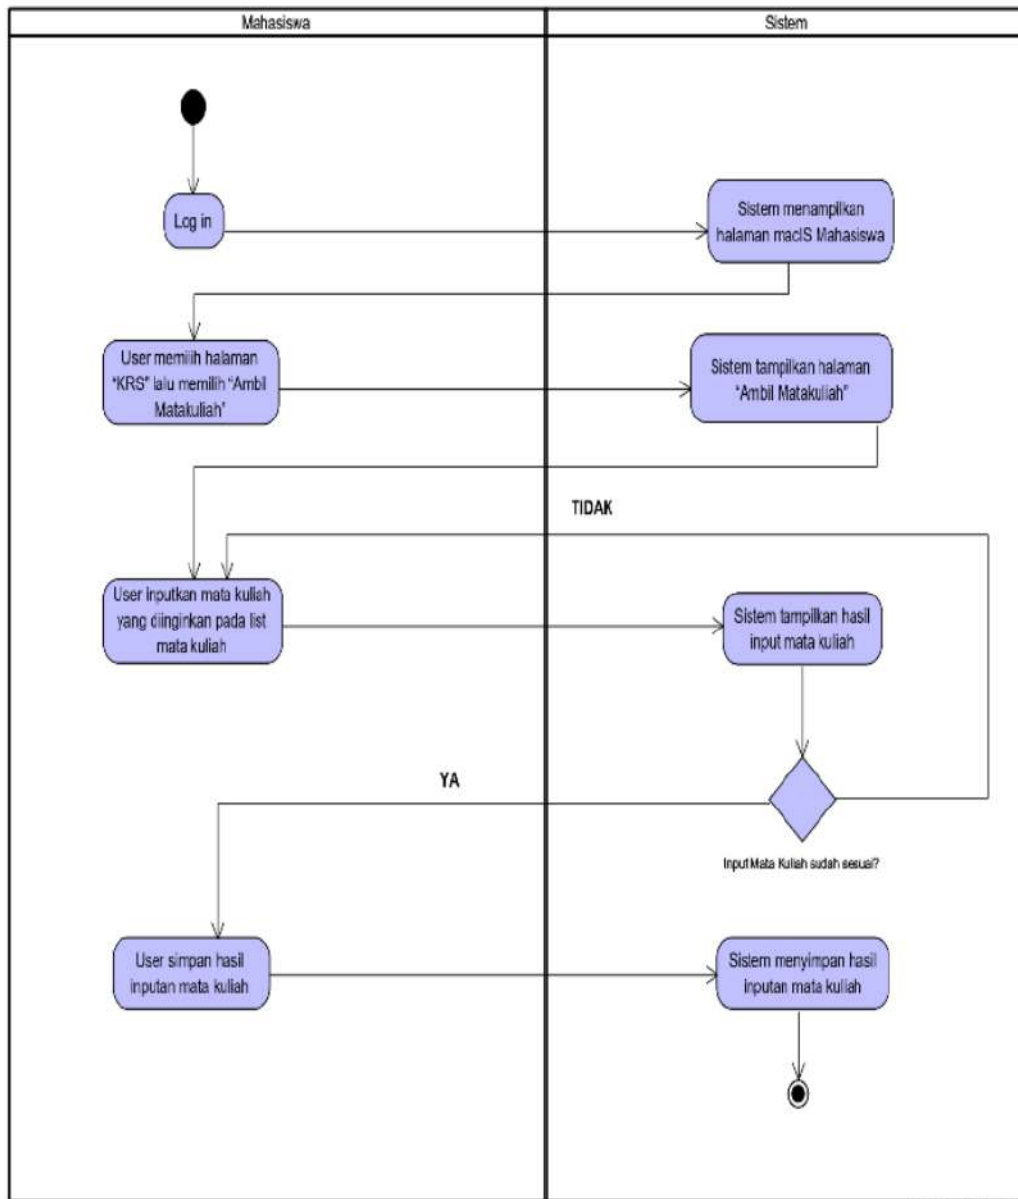 Mahasiswa
Sistem
Log in
Sistem menampilkan
halaman macIS Mahasiswa
User memilih halaman
"KRS" lalu memilih "Ambil
Matakuliah"
Sistem tampilkan halaman
"Ambil Matakuliah"
TIDAK
User inputkan mata kuliah
yang diinginkan pada list
mata kuliah
Sistem tampilkan hasil
input mata kuliah
YA
Input Mata Kuliah sudah sesuai?
User simpan hasil
inputan mata kuliah
Sistem menyimpan hasil
inputan mata kuliah